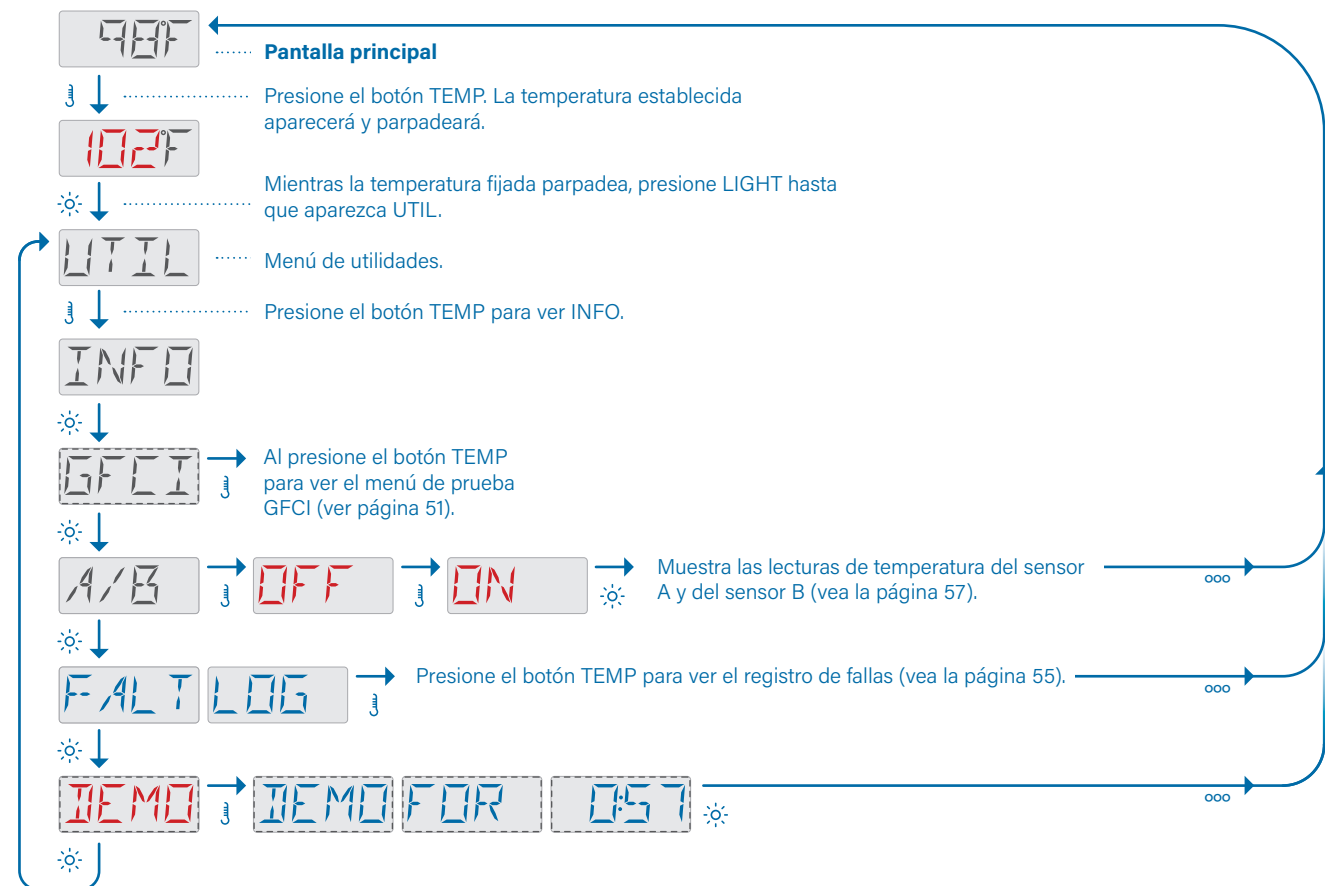 98°F
Pantalla principal
Presione el botón TEMP. La temperatura establecida
aparecerá y parpadeará.
102°F
Mientras la temperatura fijada parpadea, presione LIGHT hasta
que aparezca UTIL.
UTIL
Menú de utilidades.
Presione el botón TEMP para ver INFO.
INFO
GFCI
Al presione el botón TEMP
para ver el menú de prueba
GFCI (ver página 51).
A/B
OFF
ON
Muestra las lecturas de temperatura del sensor
A y del sensor B (vea la página 57).
FALT LOG
Presione el botón TEMP para ver el registro de fallas (vea la página 55).
DEMO
DEMO FOR 0:57